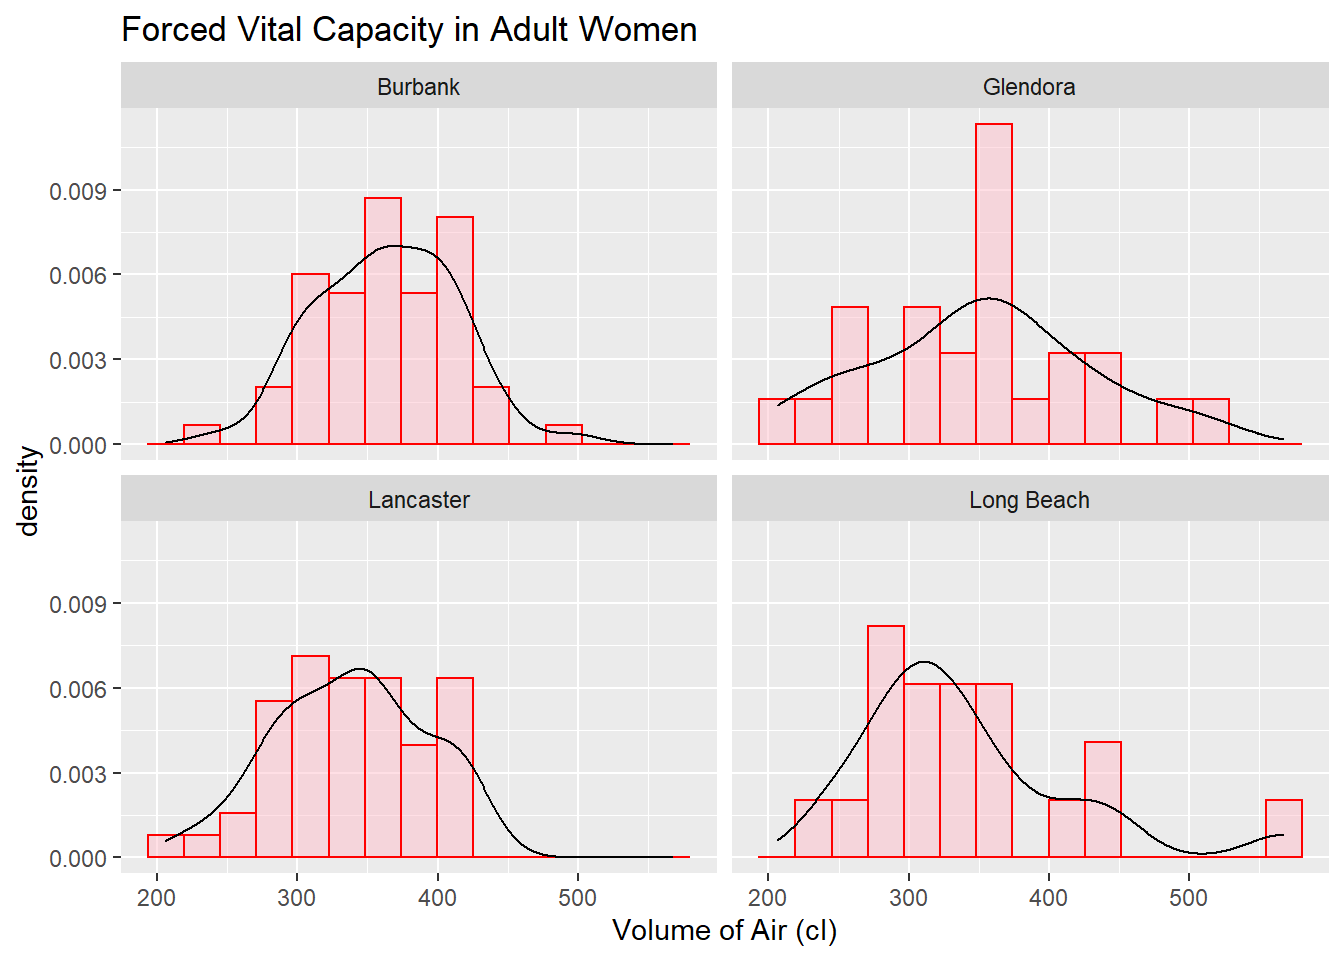 Forced Vital Capacity in Adult Women
Burbank
Glendora
0.009
0.006
0.003
0.000
density
Lancaster
Long Beach
0.009
0.006
0.003
0.000
200 300 400 500
200 300 400 500
Volume of Air (cl)